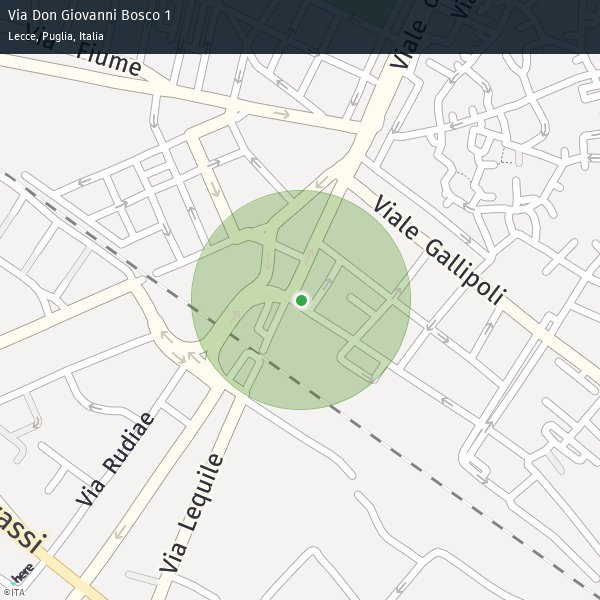 Via Don Giovanni Bosco 1
Lecce, Puglia, Italia
Via Fiume
Viale
Viale Gallipoli
Via Rudiae
Via Lequile
assi
here
©ITA